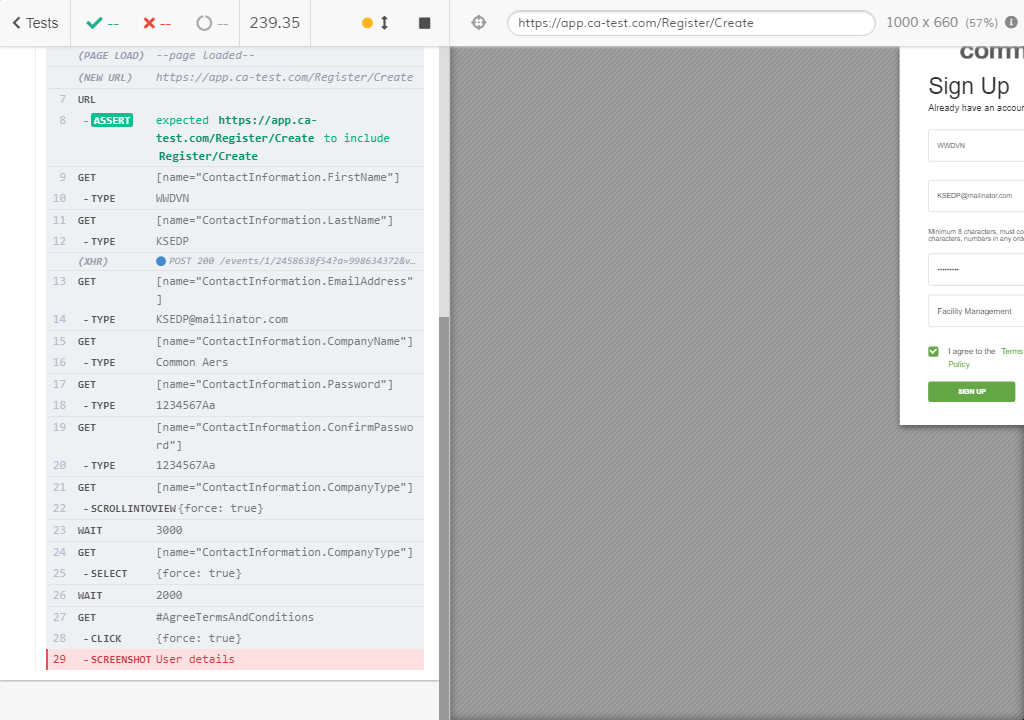 Tests -- -- -- 239.35
https://app.ca-test.com/Register/Create 1000 x 660 (57%)
(PAGE LOAD) --page loaded--
(NEW URL) https://app.ca-test.com/Register/Create
7 URL
8 -ASSERT expected https://app.ca-
test.com/Register/Create to include
Register/Create
9 GET [name="ContactInformation.FirstName"]
10 -TYPE WWDVN
11 GET [name="ContactInformation.LastName"]
12 -TYPE KSEDP
(XHR) POST 200 /events/1/2458638f54?a=998634372&v…
13 GET [name="ContactInformation.EmailAddress"
]
14 -TYPE KSEDP@mailinator.com
15 GET [name="ContactInformation.CompanyName"]
16 -TYPE Common Aers
17 GET [name="ContactInformation.Password"]
18 -TYPE 1234567Aa
19 GET [name="ContactInformation.ConfirmPasswo
rd"]
20 -TYPE 1234567Aa
21 GET [name="ContactInformation.CompanyType"]
22 -SCROLLINTOVIEW {force: true}
23 WAIT 3000
24 GET [name="ContactInformation.CompanyType"]
25 -SELECT {force: true}
26 WAIT 2000
27 GET #AgreeTermsAndConditions
28 -CLICK {force: true}
29 -SCREENSHOT User details
comm
Sign Up
Already have an accour
WWDVN
KSEDP@mailinator.com
Minimum 8 characters, must co
characters, numbers in any ord
•••••••••
Facility Management
I agree to the Terms
Policy
SIGN UP